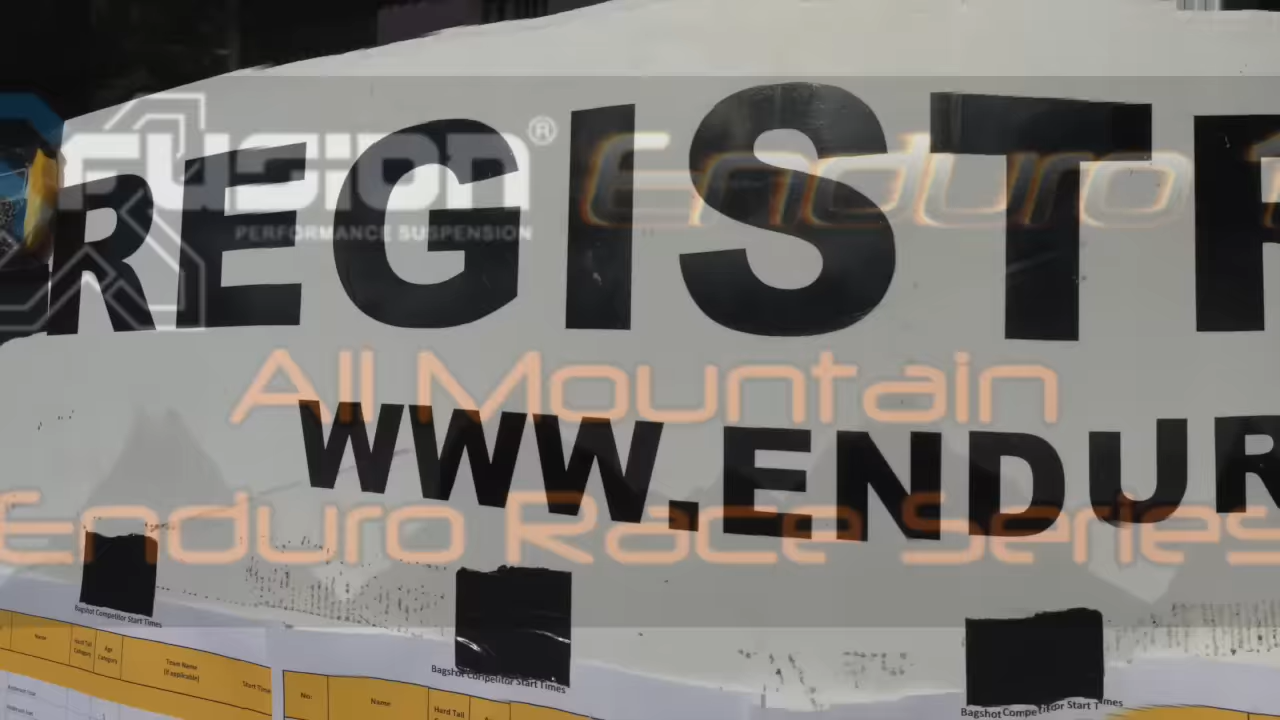 FUSION® Enduro 1
PERFORMANCE SUSPENSION
REGISTR
All Mountain
WWW.ENDUR
Enduro Race Series
Bagshot Competitor Start Times
Bagshot Competitor Start Times
Bagshot Competitor Start Times
Name Hard Tail Category Age Category Team Name (if applicable) Start Time
No: Name Hard Tail